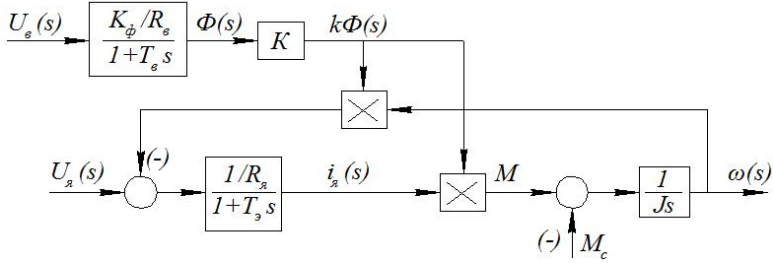 U_в(s)
K_ф/R_в
1+T_в s
Φ(s)
K
kΦ(s)
(-)
U_я(s)
1/R_я
1+T_э s
i_я(s)
M
1
Js
ω(s)
(-)
M_c